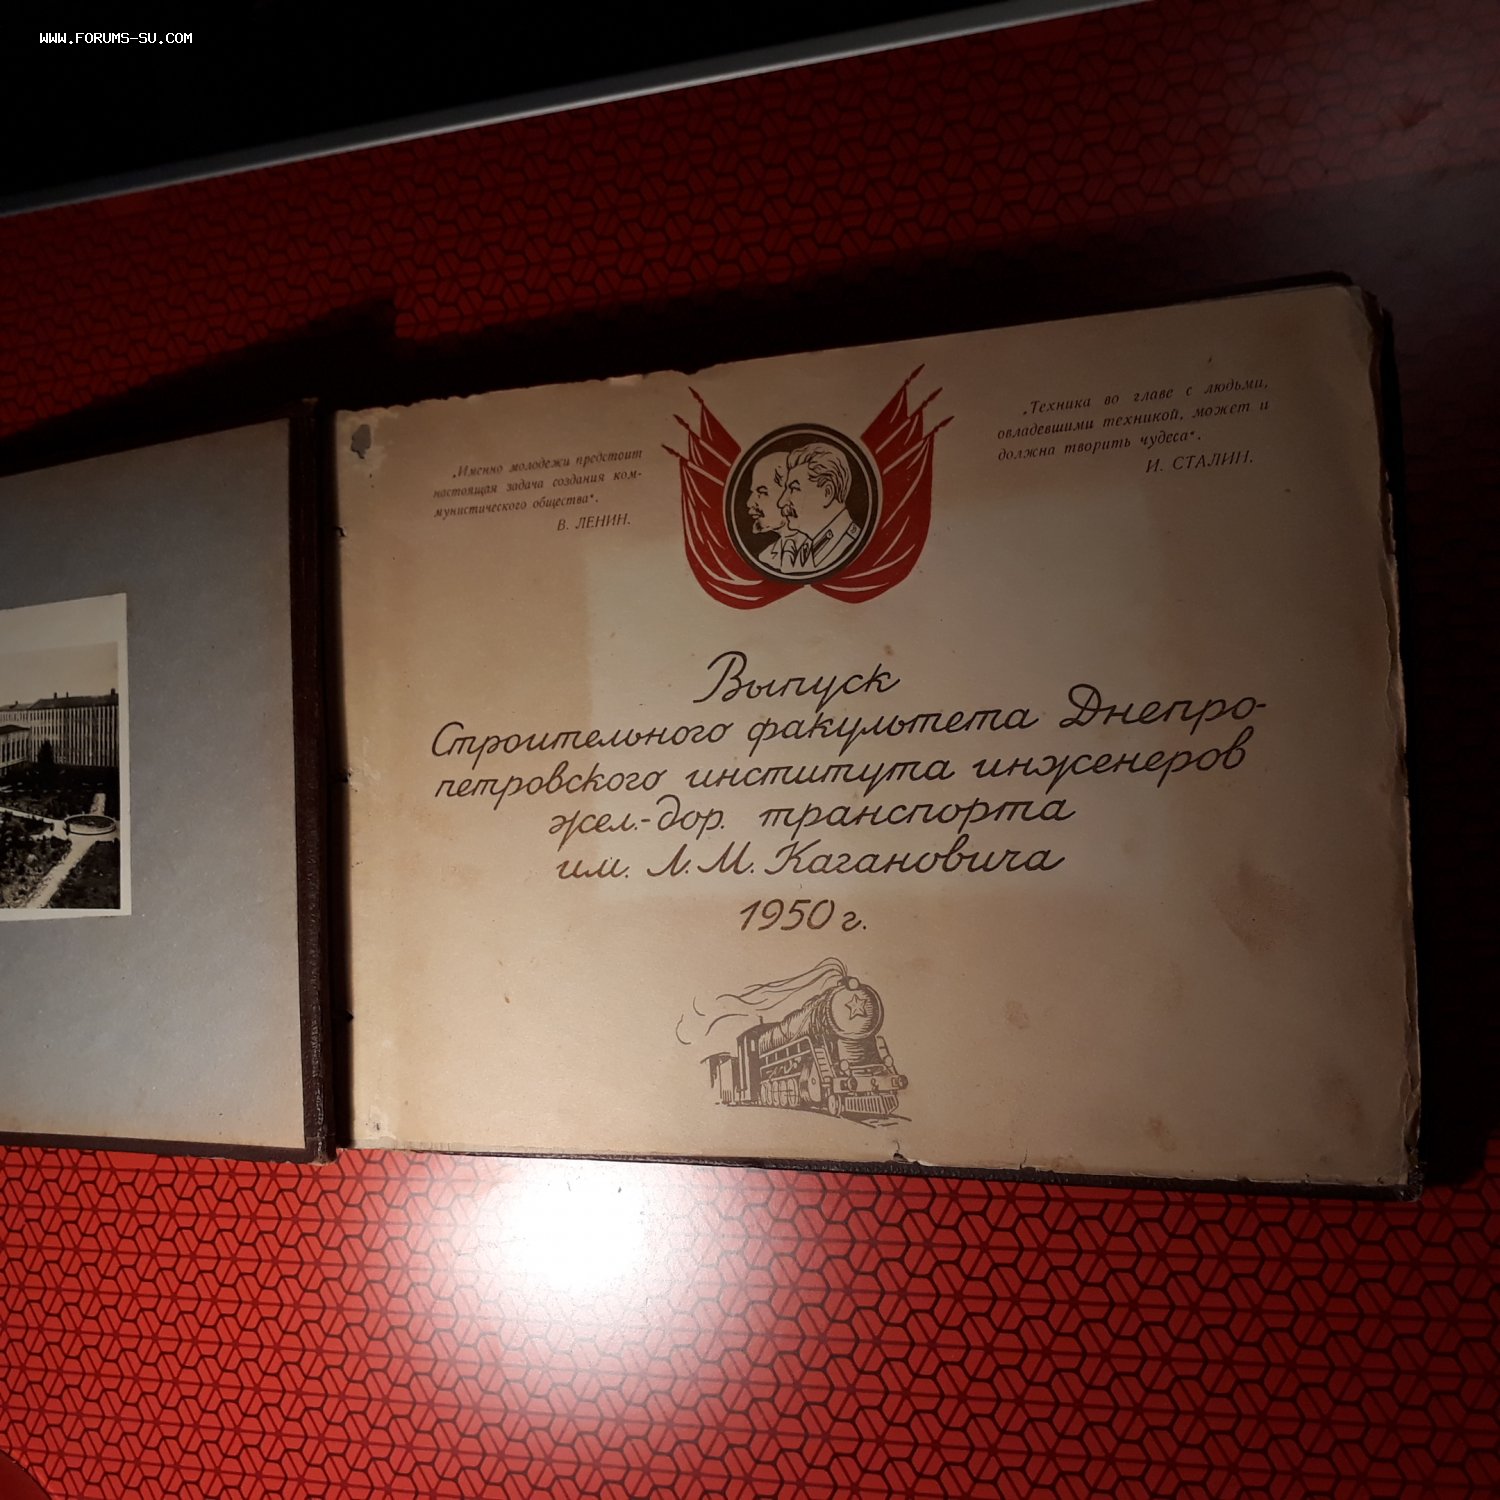 WWW.FORUMS-SU.COM
„Именно молодежи предстоит
настоящая задача создания ком-
мунистического общества“.
В. ЛЕНИН.
„Техника во главе с людьми,
овладевшими техникой, может и
должна творить чудеса“.
И. СТАЛИН.
Выпуск
Строительного факультета Днепро-
петровского института инженеров
жел.-дор. транспорта
им. Л. М. Кагановича
1950 г.